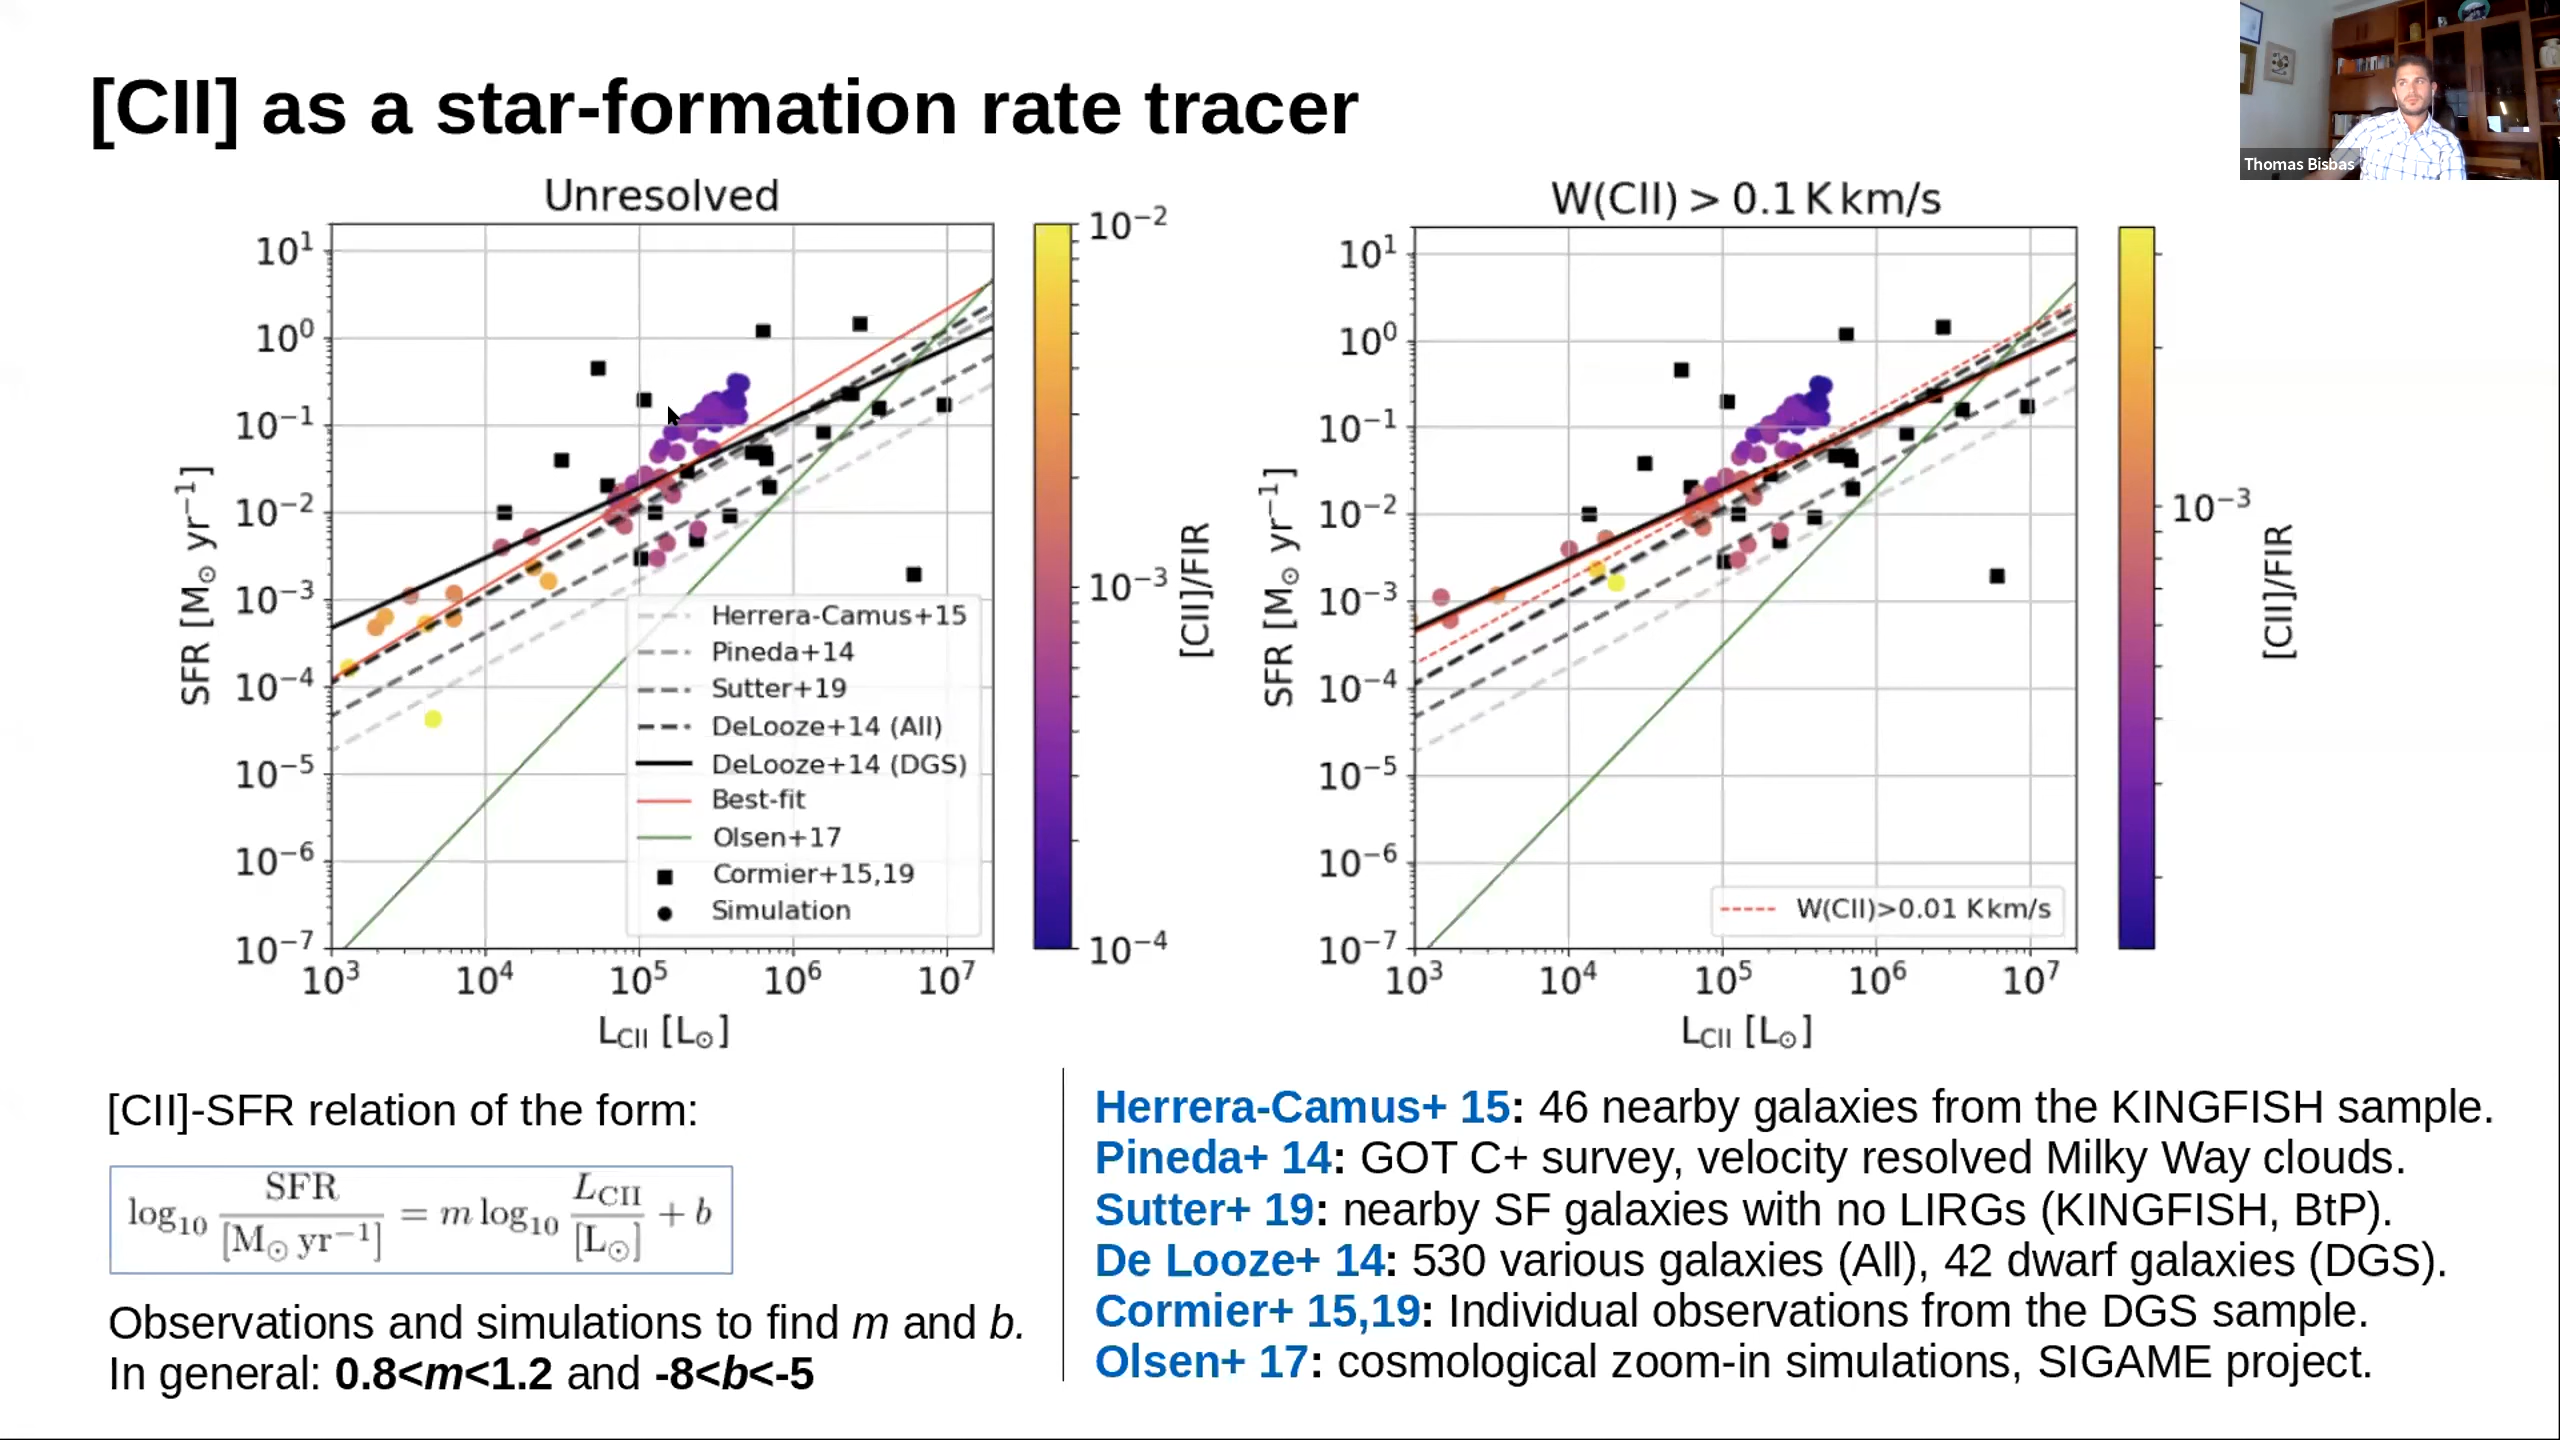 [CII] as a star-formation rate tracer
Thomas Bisbas
Unresolved
10¹
10⁰
10⁻¹
10⁻²
10⁻³
10⁻⁴
10⁻⁵
10⁻⁶
10⁻⁷
SFR [M⊙ yr⁻¹]
10³ 10⁴ 10⁵ 10⁶ 10⁷
L_CII [L⊙]
Herrera-Camus+15
Pineda+14
Sutter+19
DeLooze+14 (All)
DeLooze+14 (DGS)
Best-fit
Olsen+17
Cormier+15,19
Simulation
10⁻²
10⁻³
10⁻⁴
[CII]/FIR
W(CII) > 0.1 K km/s
10¹
10⁰
10⁻¹
10⁻²
10⁻³
10⁻⁴
10⁻⁵
10⁻⁶
10⁻⁷
SFR [M⊙ yr⁻¹]
10³ 10⁴ 10⁵ 10⁶ 10⁷
L_CII [L⊙]
W(CII)>0.01 K km/s
10⁻³
[CII]/FIR
[CII]-SFR relation of the form:
log₁₀ SFR/[M⊙ yr⁻¹] = m log₁₀ L_CII/[L⊙] + b
Observations and simulations to find m and b.
In general: 0.8<m<1.2 and -8<b<-5
Herrera-Camus+ 15: 46 nearby galaxies from the KINGFISH sample.
Pineda+ 14: GOT C+ survey, velocity resolved Milky Way clouds.
Sutter+ 19: nearby SF galaxies with no LIRGs (KINGFISH, BtP).
De Looze+ 14: 530 various galaxies (All), 42 dwarf galaxies (DGS).
Cormier+ 15,19: Individual observations from the DGS sample.
Olsen+ 17: cosmological zoom-in simulations, SIGAME project.